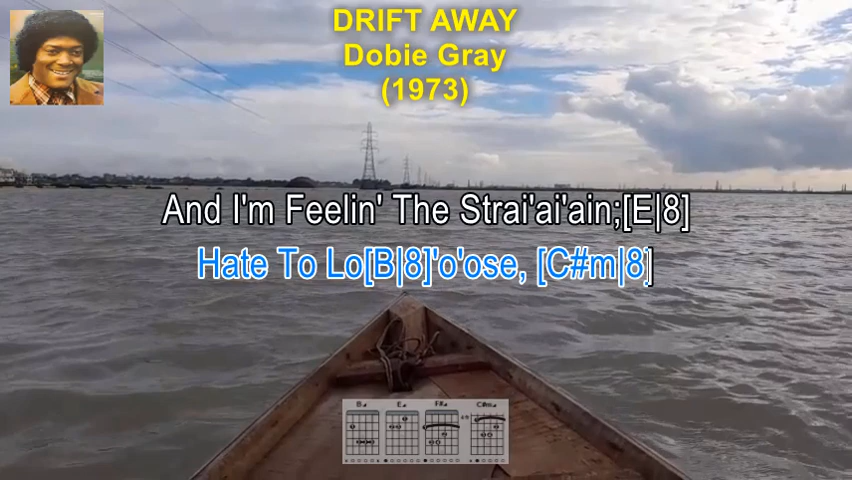 DRIFT AWAY
Dobie Gray
(1973)
And I'm Feelin' The Strai'ai'ain;[E|8]
Hate To Lo[B|8]'o'ose, [C#m|8]
B E F# C#m